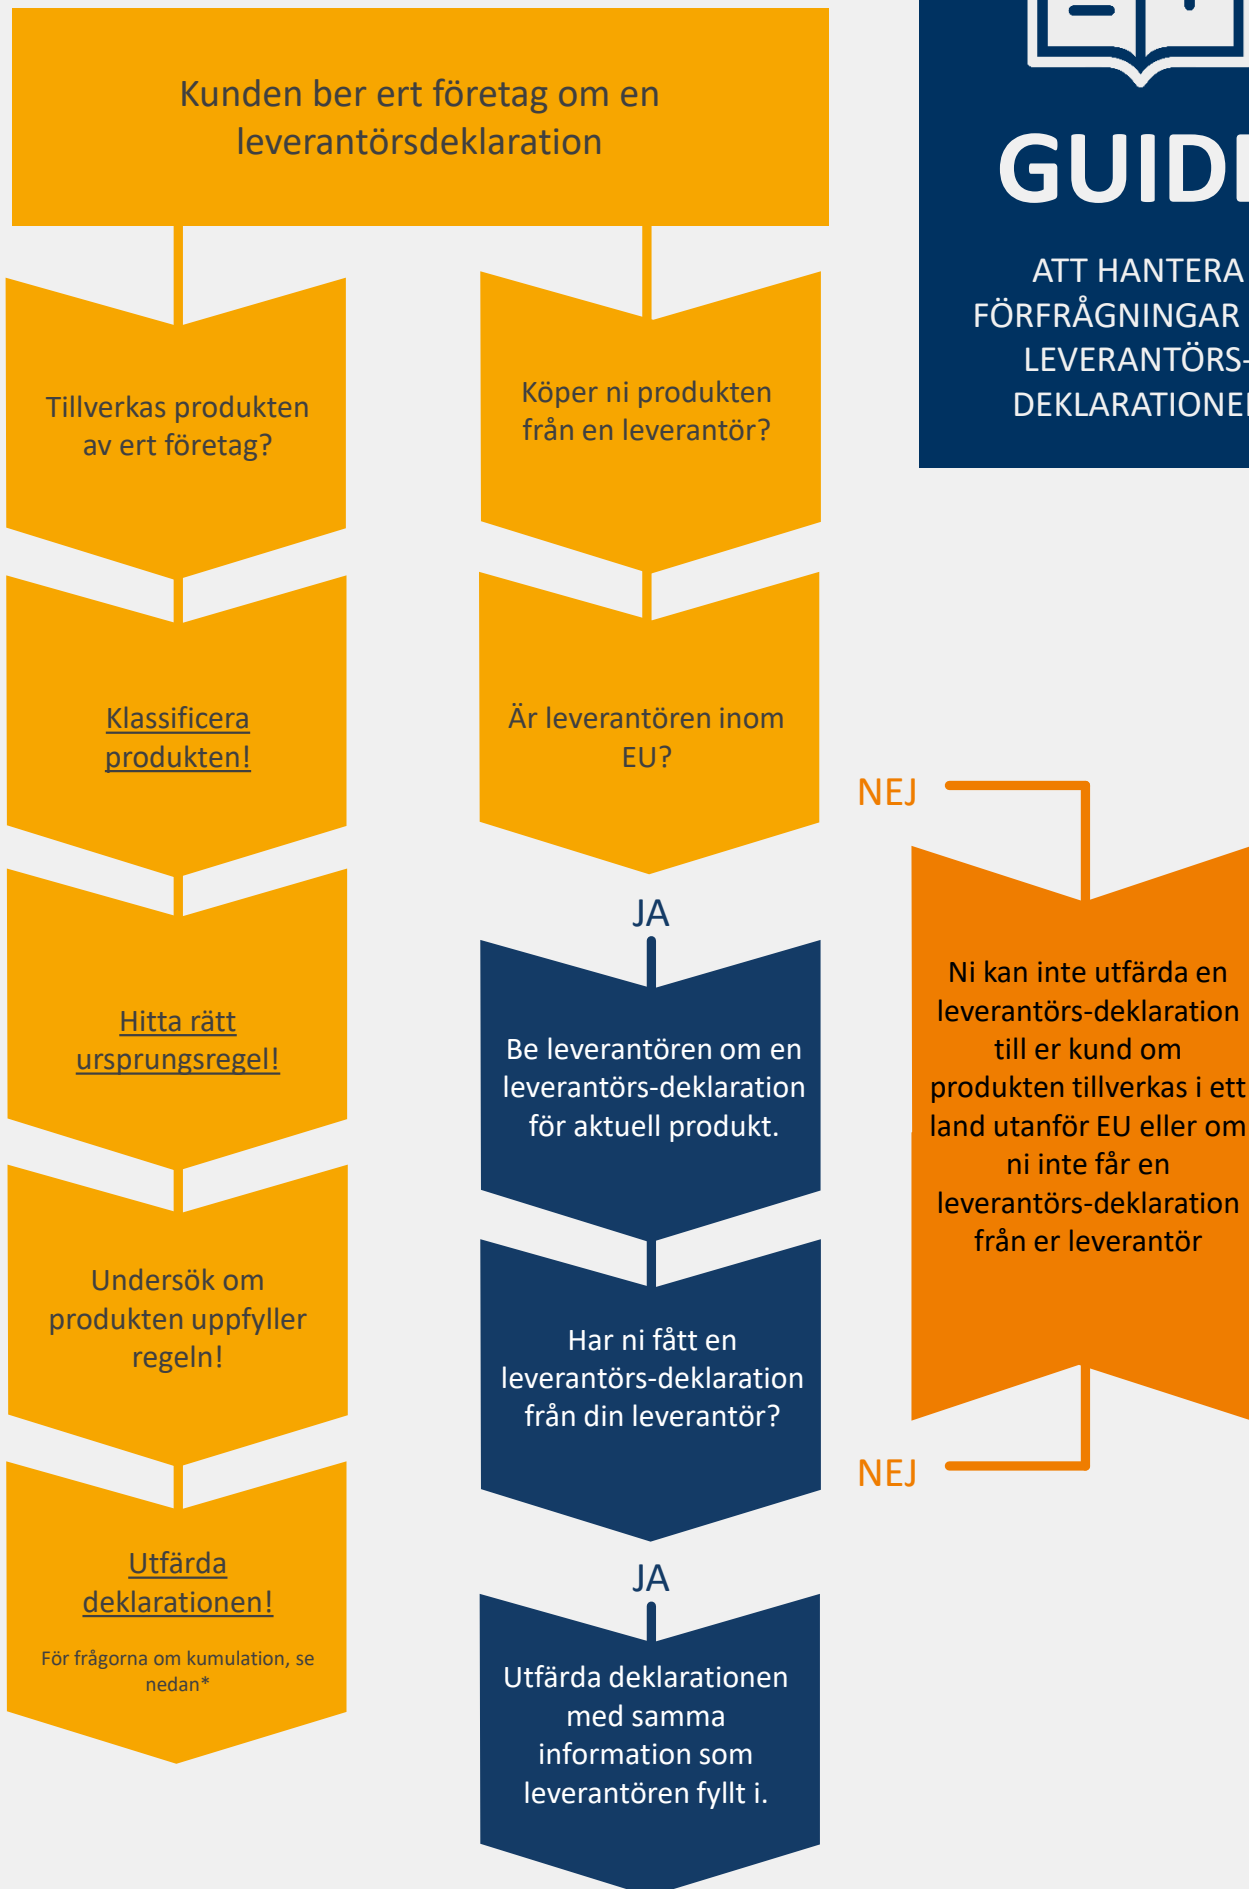 Kunden ber ert företag om en
leverantörsdeklaration
GUIDE
ATT HANTERA
FÖRFRÅGNINGAR
LEVERANTÖRS-
DEKLARATIONER
Tillverkas produkten
av ert företag?
Klassificera
produkten!
Hitta rätt
ursprungsregel!
Undersök om
produkten uppfyller
regeln!
Utfärda
deklarationen!
För frågorna om kumulation, se
nedan*
Köper ni produkten
från en leverantör?
Är leverantören inom
EU?
JA
Be leverantören om en
leverantörs-deklaration
för aktuell produkt.
Har ni fått en
leverantörs-deklaration
från din leverantör?
JA
Utfärda deklarationen
med samma
information som
leverantören fyllt i.
NEJ
Ni kan inte utfärda en
leverantörs-deklaration
till er kund om
produkten tillverkas i ett
land utanför EU eller om
ni inte får en
leverantörs-deklaration
från er leverantör
NEJ